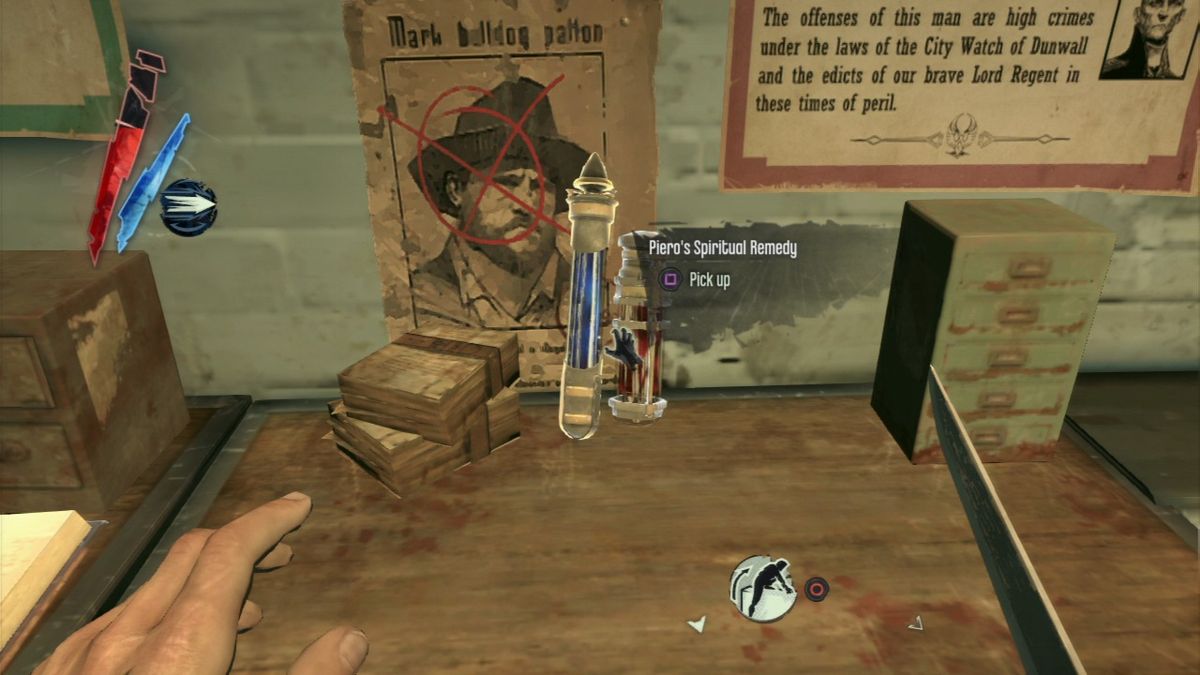 Mark bulldog patton
The offenses of this man are high crimes
under the laws of the City Watch of Dunwall
and the edicts of our brave Lord Regent in
these times of peril.
Piero's Spiritual Remedy
Pick up